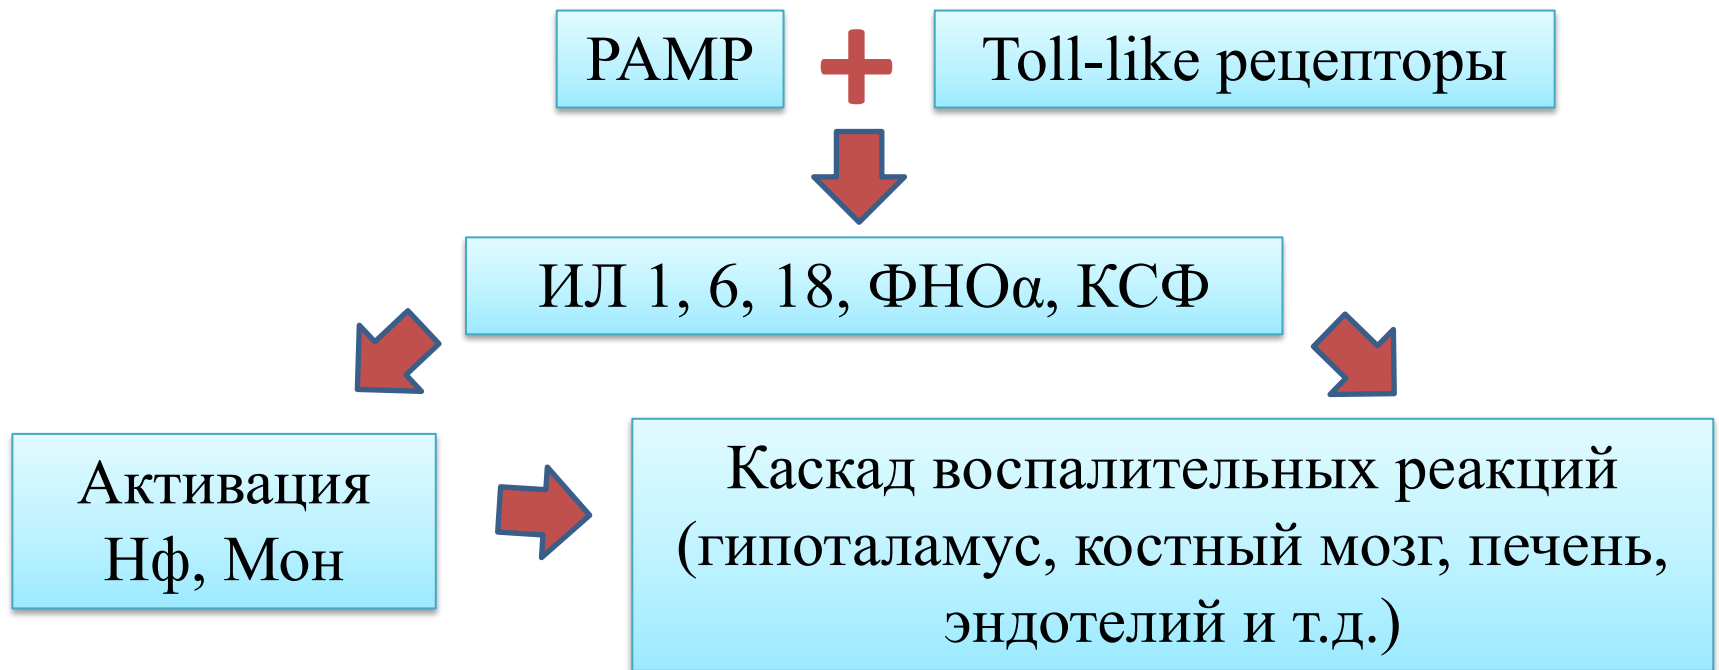 PAMP + Toll-like рецепторы
ИЛ 1, 6, 18, ФНОα, КСФ
Активация
Нф, Мон
Каскад воспалительных реакций
(гипоталамус, костный мозг, печень,
эндотелий и т.д.)